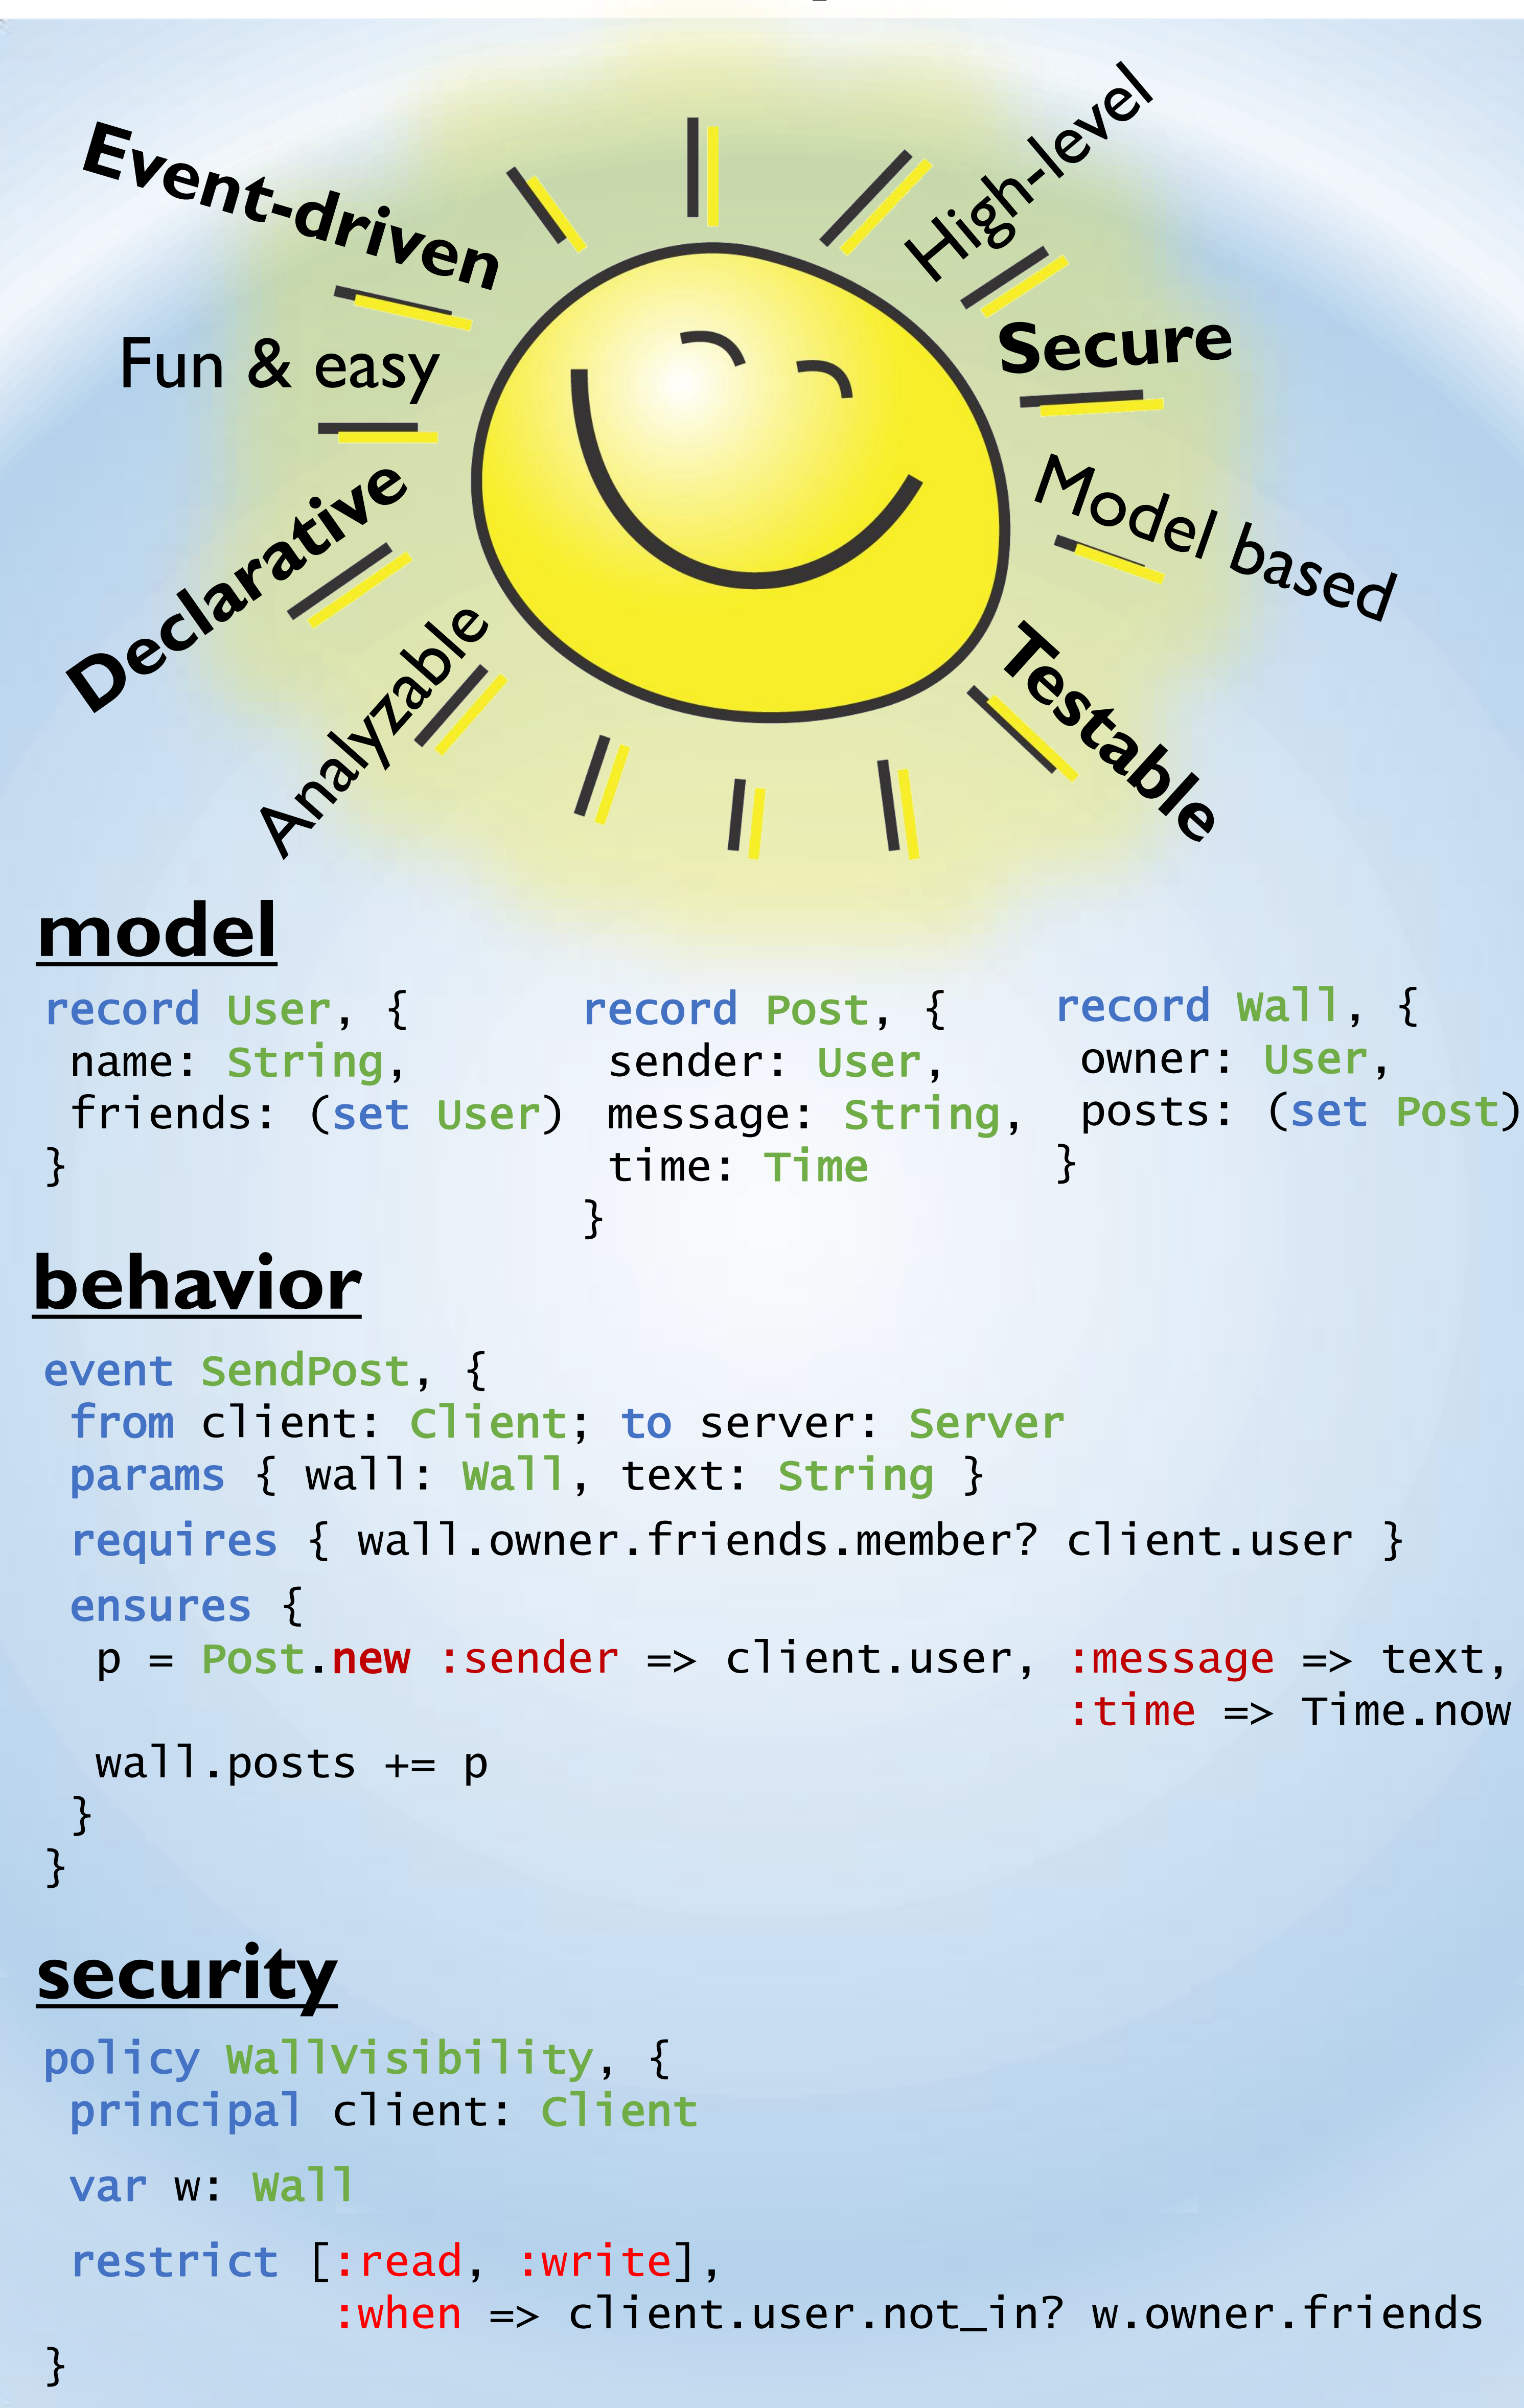 Event-driven
High-level
Fun & easy
Secure
Declarative
Model based
Analyzable
Testable
model
record User, {
 name: String,
 friends: (set User)
}
record Post, {
 sender: User,
 message: String,
 time: Time
}
record Wall, {
 owner: User,
 posts: (set Post)
}
behavior
event SendPost, {
 from client: Client; to server: Server
 params { wall: Wall, text: String }
 requires { wall.owner.friends.member? client.user }
 ensures {
  p = Post.new :sender => client.user, :message => text,
 :time => Time.now
  wall.posts += p
 }
}
security
policy WallVisibility, {
 principal client: Client
 var w: Wall
 restrict [:read, :write],
 :when => client.user.not_in? w.owner.friends
}